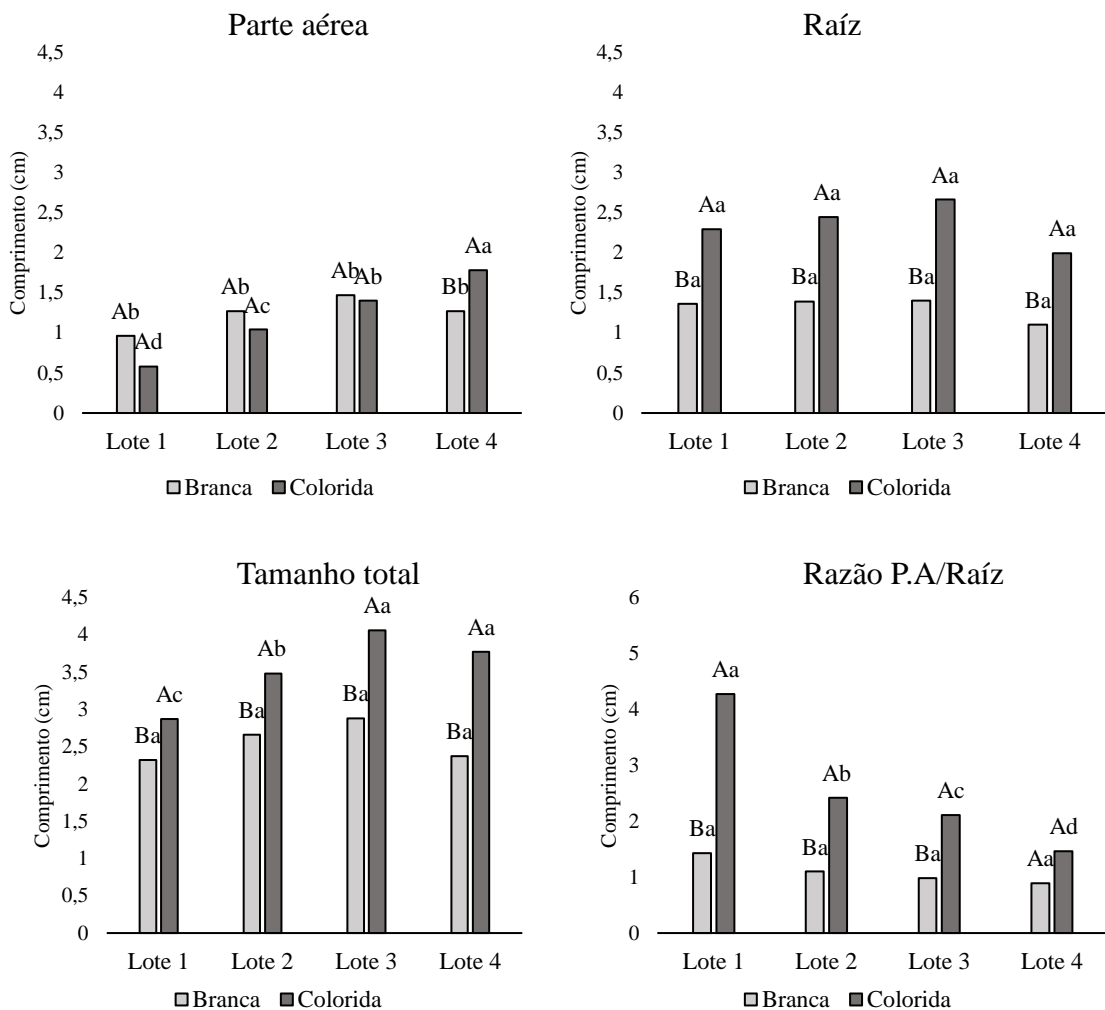 Parte aérea
4,5
4
3,5
3
2,5
2
1,5
1
0,5
0
Comprimento (cm)
Ab
Ad
Ab
Ac
Ab
Ab
Bb
Aa
Lote 1
Lote 2
Lote 3
Lote 4
Branca
Colorida
Raíz
4,5
4
3,5
3
2,5
2
1,5
1
0,5
0
Comprimento (cm)
Ba
Aa
Ba
Aa
Ba
Aa
Ba
Aa
Lote 1
Lote 2
Lote 3
Lote 4
Branca
Colorida
Tamanho total
4,5
4
3,5
3
2,5
2
1,5
1
0,5
0
Comprimento (cm)
Ba
Ac
Ba
Ab
Ba
Aa
Ba
Aa
Lote 1
Lote 2
Lote 3
Lote 4
Branca
Colorida
Razão P.A/Raíz
6
5
4
3
2
1
0
Comprimento (cm)
Ba
Aa
Ba
Ab
Ba
Ac
Aa
Ad
Lote 1
Lote 2
Lote 3
Lote 4
Branca
Colorida